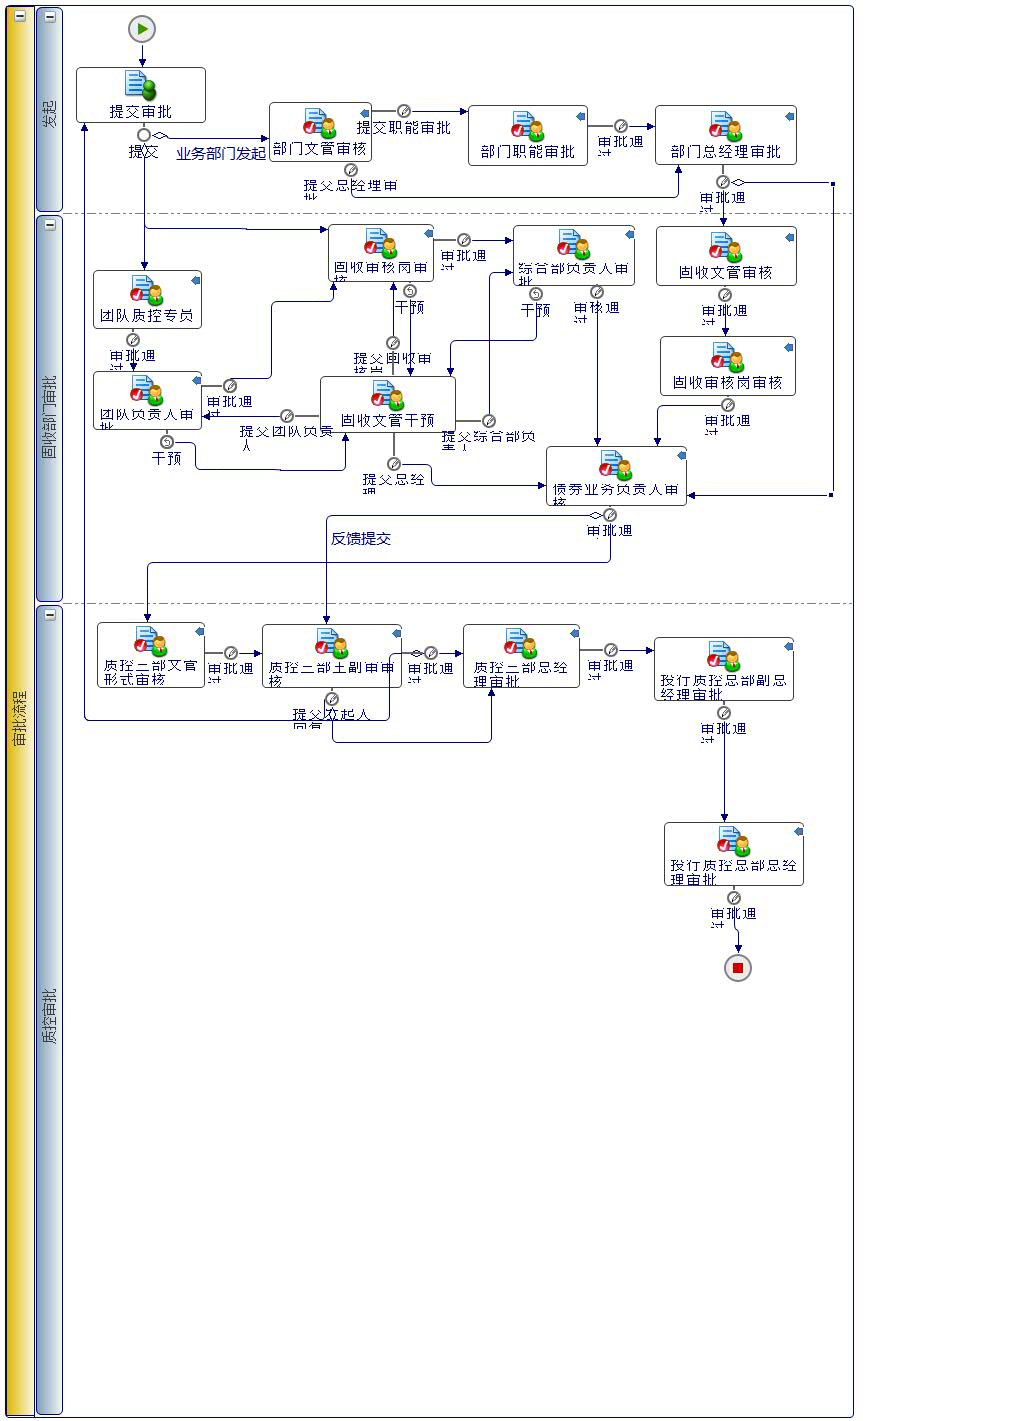 审批流程
发起
提交审批
提交
业务部门发起
部门文管审核
提交职能审批
提交总经理审
批
部门职能审批
审批通
过
部门总经理审批
审批通
过
固收部门审批
固收审核岗审
核
审批通
过
干预
综合部负责人审
批
干预
审核通
过
固收文管审核
审批通
过
固收审核岗审核
审批通
过
团队质控专员
审批通
过
团队负责人审
批
审批通
过
干预
提交固收审
核岗
固收文管干预
提交团队负责
人
提交综合部负
责人
提交总经
理
债券业务负责人审
核
审批通
反馈提交
质控审批
质控二部文管
形式审核
审批通
过
质控二部主副审审
核
审批通
过
提交发起人
回复
质控二部总经
理审批
审批通
过
投行质控总部副总
经理审批
审批通
过
投行质控总部总经
理审批
审批通
过